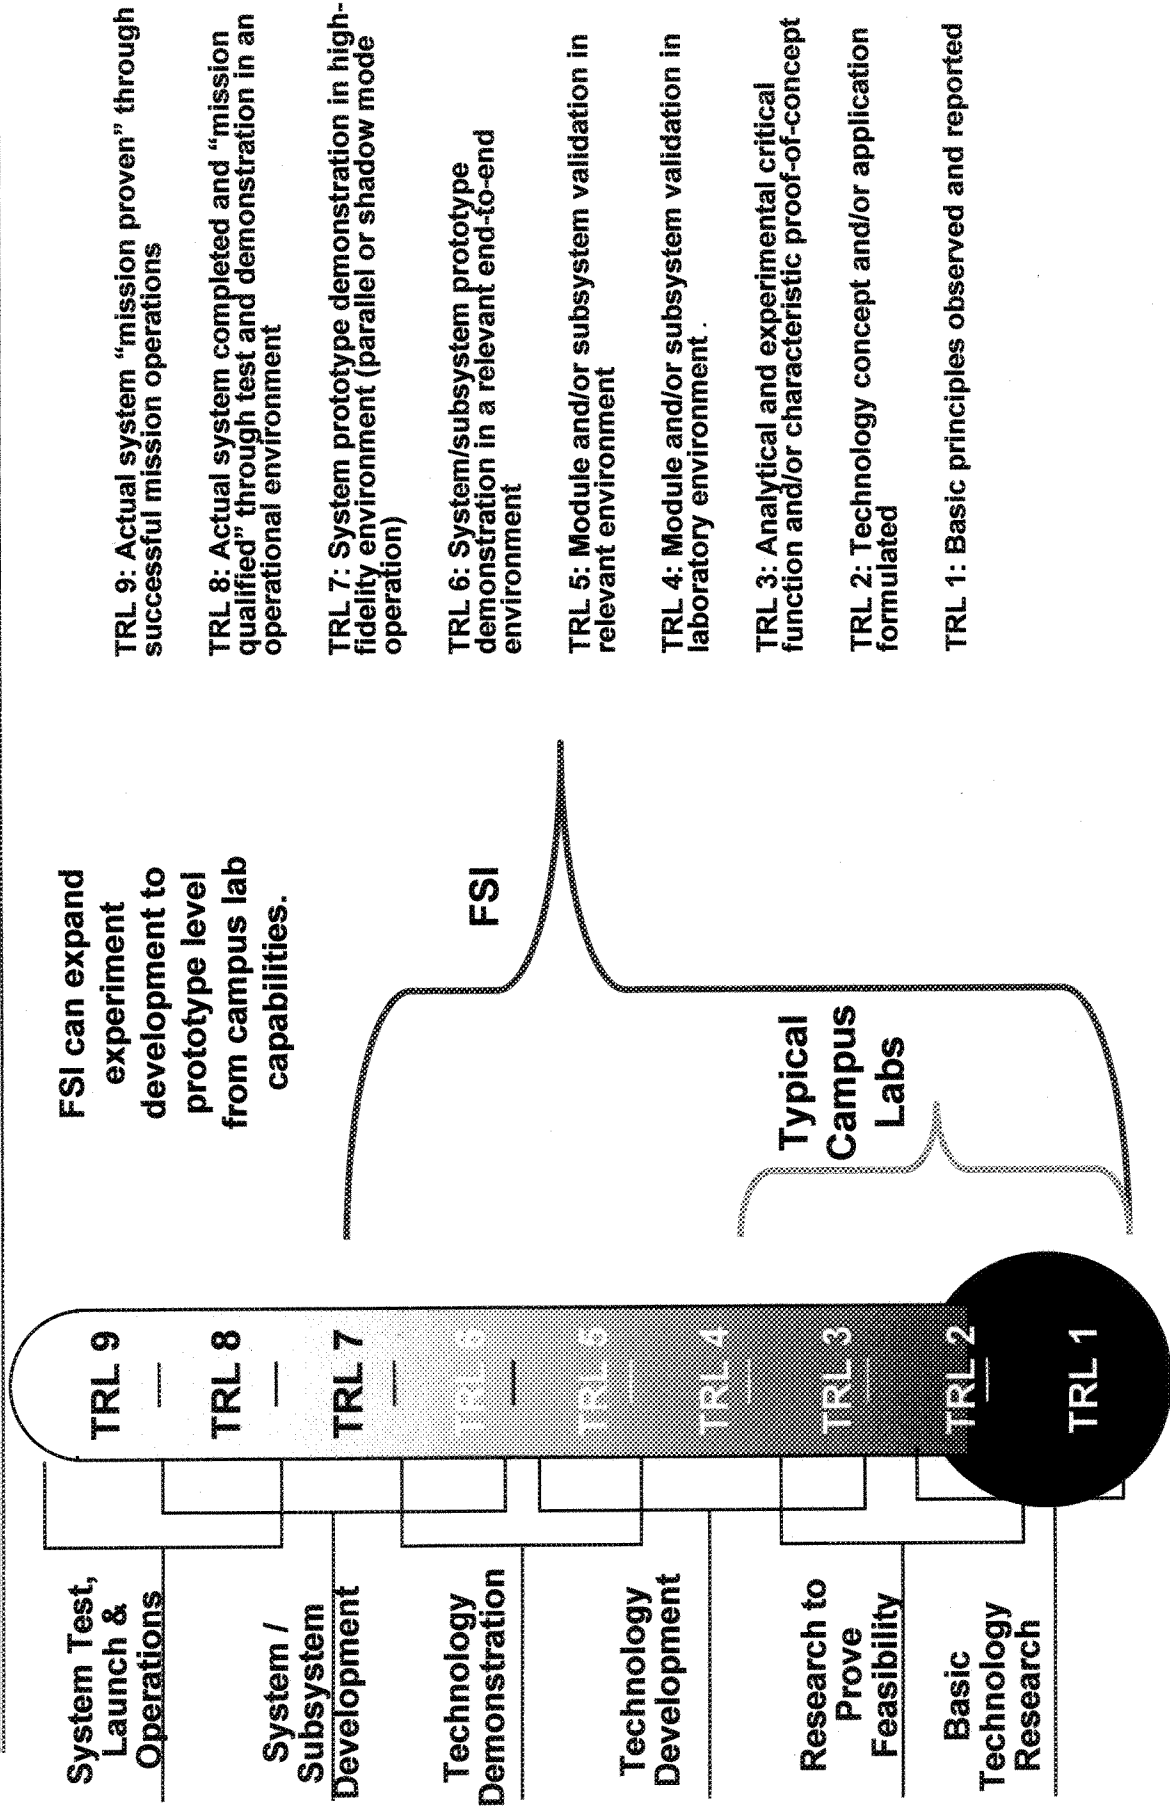 System Test,
Launch &
Operations
System /
Subsystem
Development
Technology
Demonstration
Technology
Development
Research to
Prove
Feasibility
Basic
Technology
Research
TRL 9
TRL 8
TRL 7
TRL 6
TRL 5
TRL 4
TRL 3
TRL 2
TRL 1
FSI can expand
experiment
development to
prototype level
from campus lab
capabilities.
FSI
Typical
Campus
Labs
TRL 9: Actual system “mission proven” through
successful mission operations
TRL 8: Actual system completed and “mission
qualified” through test and demonstration in an
operational environment
TRL 7: System prototype demonstration in high-
fidelity environment (parallel or shadow mode
operation)
TRL 6: System/subsystem prototype
demonstration in a relevant end-to-end
environment
TRL 5: Module and/or subsystem validation in
relevant environment
TRL 4: Module and/or subsystem validation in
laboratory environment .
TRL 3: Analytical and experimental critical
function and/or characteristic proof-of-concept
TRL 2: Technology concept and/or application
formulated
TRL 1: Basic principles observed and reported